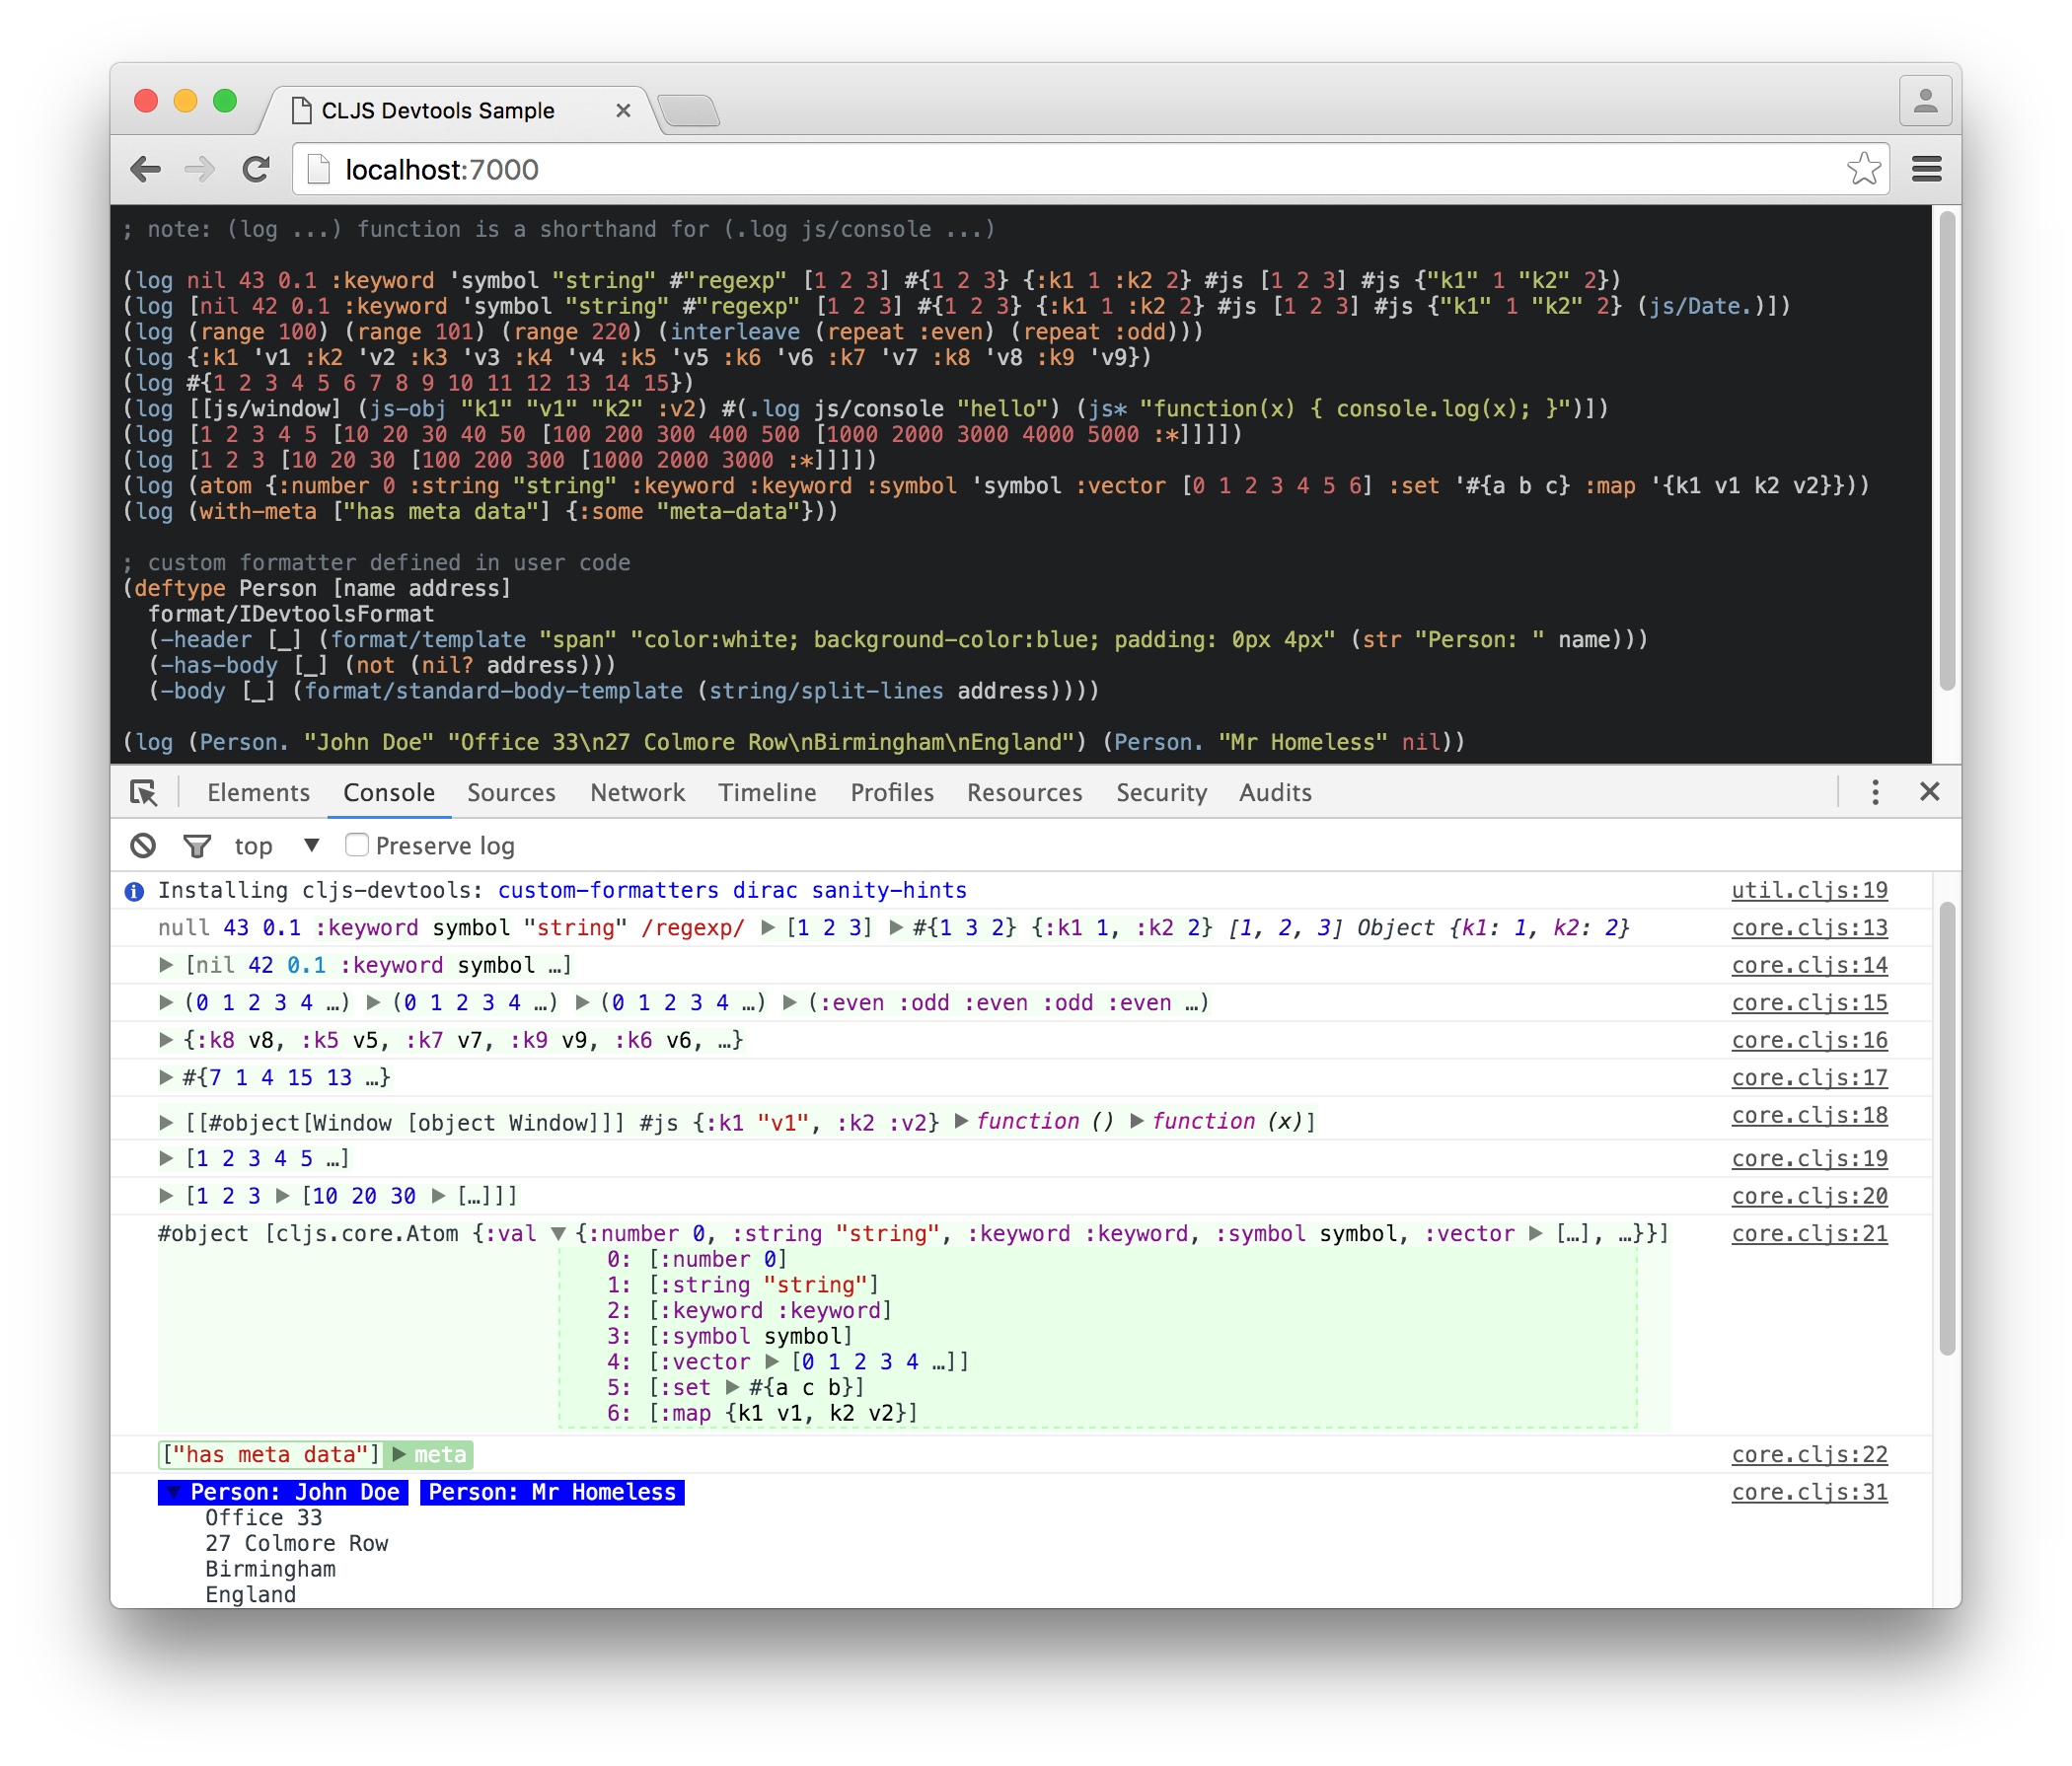 CLJS Devtools Sample
localhost:7000
; note: (log ...) function is a shorthand for (.log js/console ...)
(log nil 43 0.1 :keyword 'symbol "string" #"regexp" [1 2 3] #{1 2 3} {:k1 1 :k2 2} #js [1 2 3] #js {"k1" 1 "k2" 2})
(log [nil 42 0.1 :keyword 'symbol "string" #"regexp" [1 2 3] #{1 2 3} {:k1 1 :k2 2} #js [1 2 3] #js {"k1" 1 "k2" 2} (js/Date.)])
(log (range 100) (range 101) (range 220) (interleave (repeat :even) (repeat :odd)))
(log {:k1 'v1 :k2 'v2 :k3 'v3 :k4 'v4 :k5 'v5 :k6 'v6 :k7 'v7 :k8 'v8 :k9 'v9})
(log #{1 2 3 4 5 6 7 8 9 10 11 12 13 14 15})
(log [[js/window] (js-obj "k1" "v1" "k2" :v2) #(.log js/console "hello") (js* "function(x) { console.log(x); }")])
(log [1 2 3 4 5 [10 20 30 40 50 [100 200 300 400 500 [1000 2000 3000 4000 5000 :*]]]])
(log [1 2 3 [10 20 30 [100 200 300 [1000 2000 3000 :*]]]])
(log (atom {:number 0 :string "string" :keyword :keyword :symbol 'symbol :vector [0 1 2 3 4 5 6] :set '#{a b c} :map '{k1 v1 k2 v2}}))
(log (with-meta ["has meta data"] {:some "meta-data"}))
; custom formatter defined in user code
(deftype Person [name address]
format/IDevtoolsFormat
(-header [_] (format/template "span" "color:white; background-color:blue; padding: 0px 4px" (str "Person: " name)))
(-has-body [_] (not (nil? address)))
(-body [_] (format/standard-body-template (string/split-lines address))))
(log (Person. "John Doe" "Office 33\n27 Colmore Row\nBirmingham\nEngland") (Person. "Mr Homeless" nil))
Elements Console Sources Network Timeline Profiles Resources Security Audits
top Preserve log
Installing cljs-devtools: custom-formatters dirac sanity-hints util.cljs:19
null 43 0.1 :keyword symbol "string" /regexp/ ▶ [1 2 3] ▶ #{1 3 2} {:k1 1, :k2 2} [1, 2, 3] Object {k1: 1, k2: 2} core.cljs:13
▶ [nil 42 0.1 :keyword symbol …] core.cljs:14
▶ (0 1 2 3 4 …) ▶ (0 1 2 3 4 …) ▶ (0 1 2 3 4 …) ▶ (:even :odd :even :odd :even …) core.cljs:15
▶ {:k8 v8, :k5 v5, :k7 v7, :k9 v9, :k6 v6, …} core.cljs:16
▶ #{7 1 4 15 13 …} core.cljs:17
▶ [[#object[Window [object Window]]] #js {:k1 "v1", :k2 :v2} ▶ function () ▶ function (x)] core.cljs:18
▶ [1 2 3 4 5 …] core.cljs:19
▶ [1 2 3 ▶ [10 20 30 ▶ […]]] core.cljs:20
#object [cljs.core.Atom {:val ▼ {:number 0, :string "string", :keyword :keyword, :symbol symbol, :vector ▶ […], …}}] core.cljs:21
0: [:number 0]
1: [:string "string"]
2: [:keyword :keyword]
3: [:symbol symbol]
4: [:vector ▶ [0 1 2 3 4 …]]
5: [:set ▶ #{a c b}]
6: [:map {k1 v1, k2 v2}]
["has meta data"] ▶ meta core.cljs:22
▼ Person: John Doe Person: Mr Homeless core.cljs:31
Office 33
27 Colmore Row
Birmingham
England